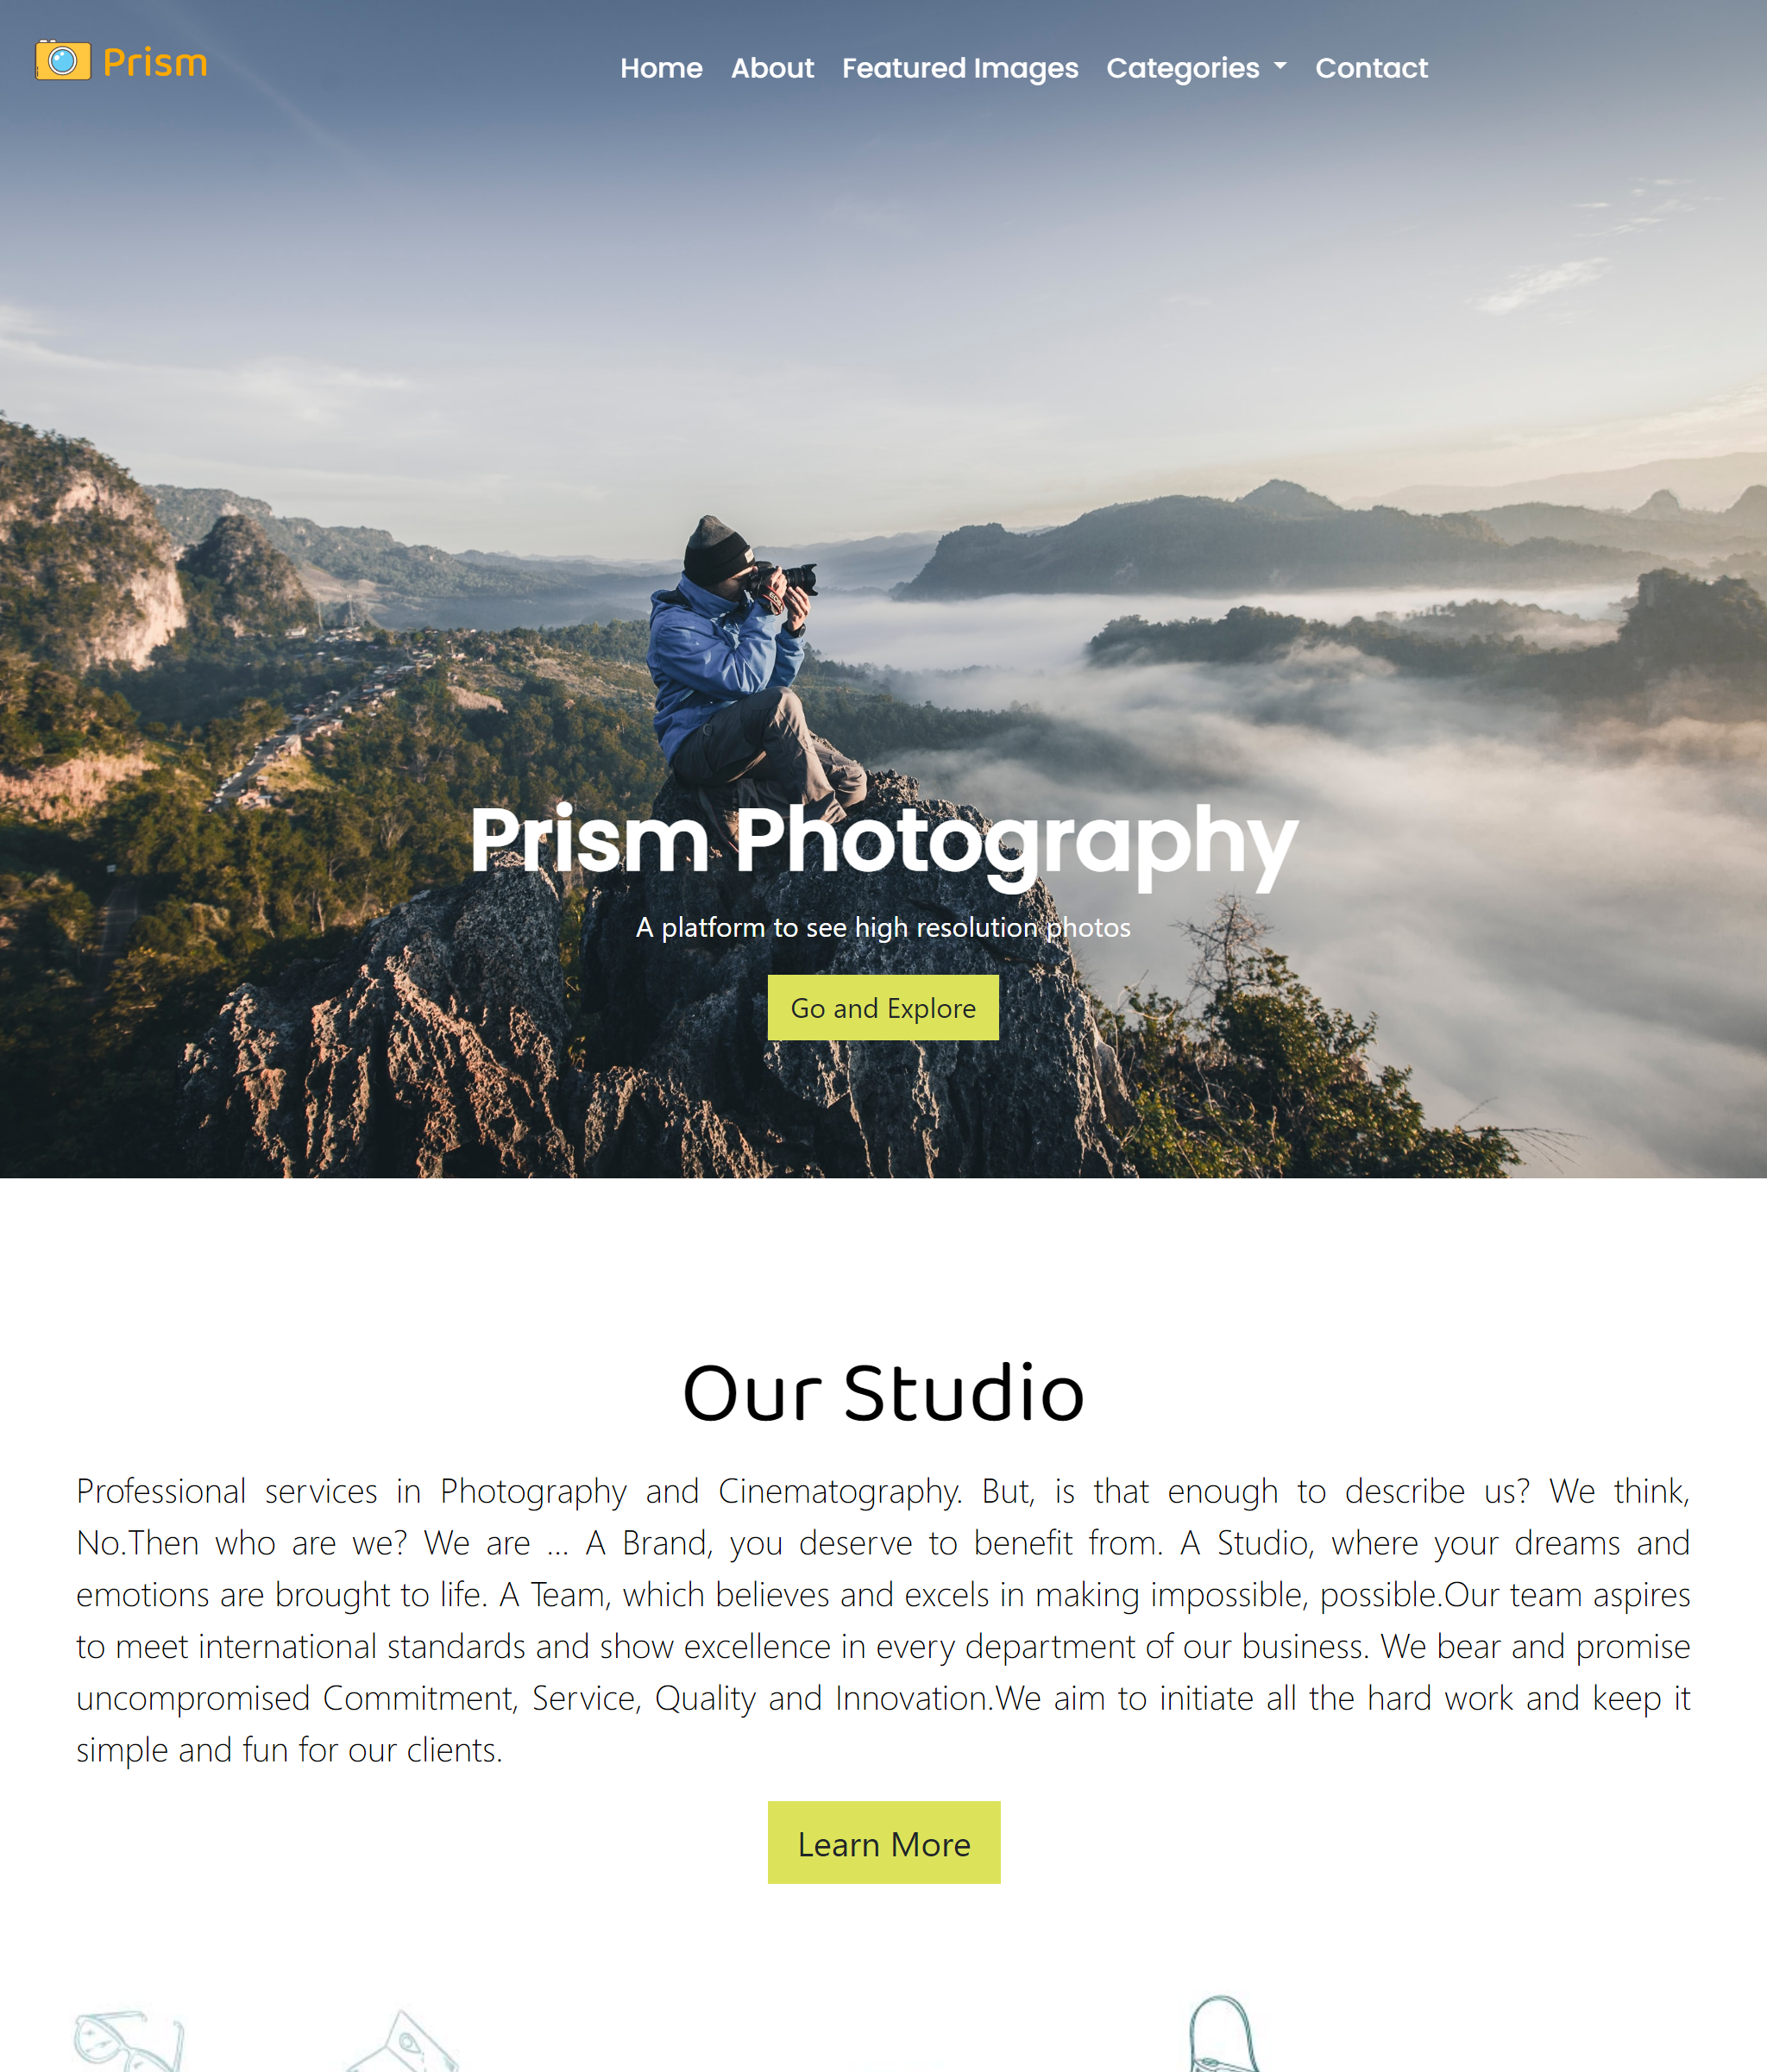 Prism
Home About Featured Images Categories Contact
Prism Photography
A platform to see high resolution photos
Go and Explore
Our Studio
Professional services in Photography and Cinematography. But, is that enough to describe us? We think,
No.Then who are we? We are ... A Brand, you deserve to benefit from. A Studio, where your dreams and
emotions are brought to life. A Team, which believes and excels in making impossible, possible.Our team aspires
to meet international standards and show excellence in every department of our business. We bear and promise
uncompromised Commitment, Service, Quality and Innovation.We aim to initiate all the hard work and keep it
simple and fun for our clients.
Learn More